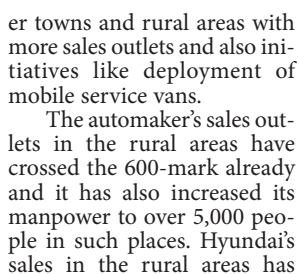 er towns and rural areas with
more sales outlets and also ini-
tiatives like deployment of
mobile service vans.
The automaker's sales out-
lets in the rural areas have
crossed the 600-mark already
and it has also increased its
manpower to over 5,000 peo-
ple in such places. Hyundai's
sales in the rural areas has